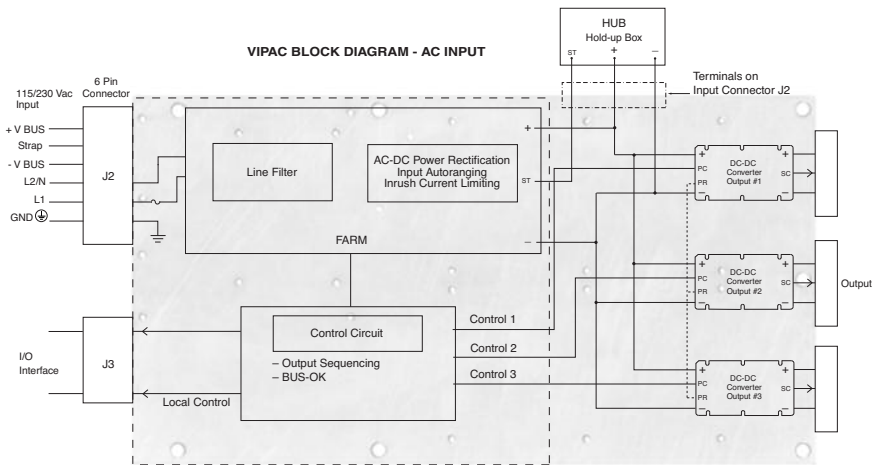 HUB
Hold-up Box
ST
+
–
VIPAC BLOCK DIAGRAM - AC INPUT
Terminals on
Input Connector J2
6 Pin
Connector
115/230 Vac
Input
+ V BUS
Strap
- V BUS
L2/N
L1
GND
J2
Line Filter
AC-DC Power Rectification
Input Autoranging
Inrush Current Limiting
+
ST
–
FARM
DC-DC
Converter
Output #1
+
PC
PR
–
+
SC
–
DC-DC
Converter
Output #2
+
PC
PR
–
+
SC
–
Output
DC-DC
Converter
Output #3
+
PC
PR
–
+
SC
–
I/O
Interface
J3
Local Control
Control Circuit
– Output Sequencing
– BUS-OK
Control 1
Control 2
Control 3